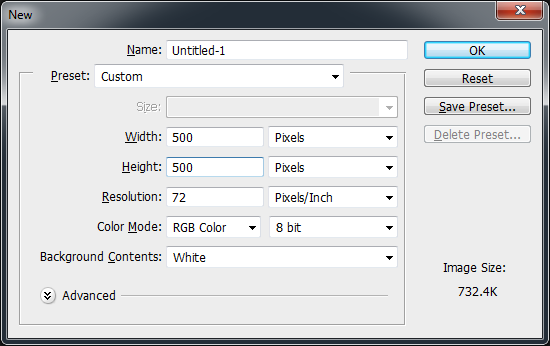 New
Name: Untitled-1
OK
Preset: Custom
Reset
Size:
Save Preset...
Width: 500 Pixels
Delete Preset...
Height: 500 Pixels
Resolution: 72 Pixels/Inch
Color Mode: RGB Color 8 bit
Background Contents: White
Image Size:
732.4K
Advanced